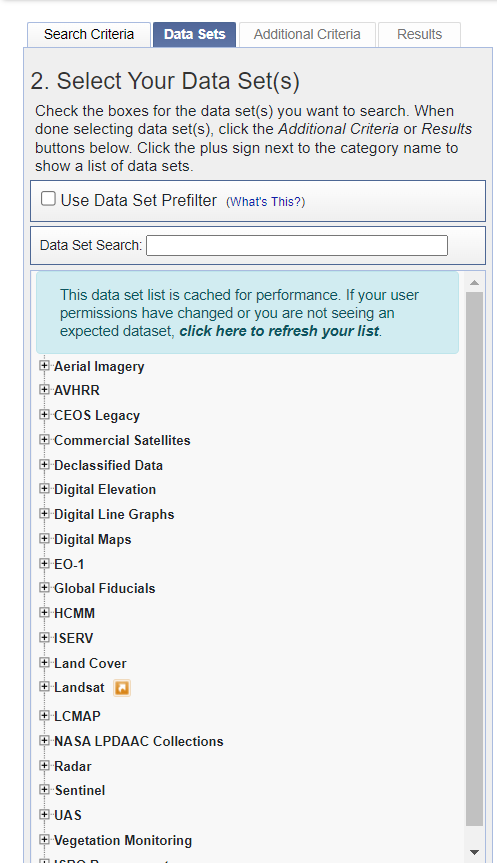 Search Criteria
Data Sets
Additional Criteria
Results
2. Select Your Data Set(s)
Check the boxes for the data set(s) you want to search. When
done selecting data set(s), click the Additional Criteria or Results
buttons below. Click the plus sign next to the category name to
show a list of data sets.
Use Data Set Prefilter (What's This?)
Data Set Search:
This data set list is cached for performance. If your user
permissions have changed or you are not seeing an
expected dataset, click here to refresh your list.
Aerial Imagery
AVHRR
CEOS Legacy
Commercial Satellites
Declassified Data
Digital Elevation
Digital Line Graphs
Digital Maps
EO-1
Global Fiducials
HCMM
ISERV
Land Cover
Landsat
LCMAP
NASA LPDAAC Collections
Radar
Sentinel
UAS
Vegetation Monitoring